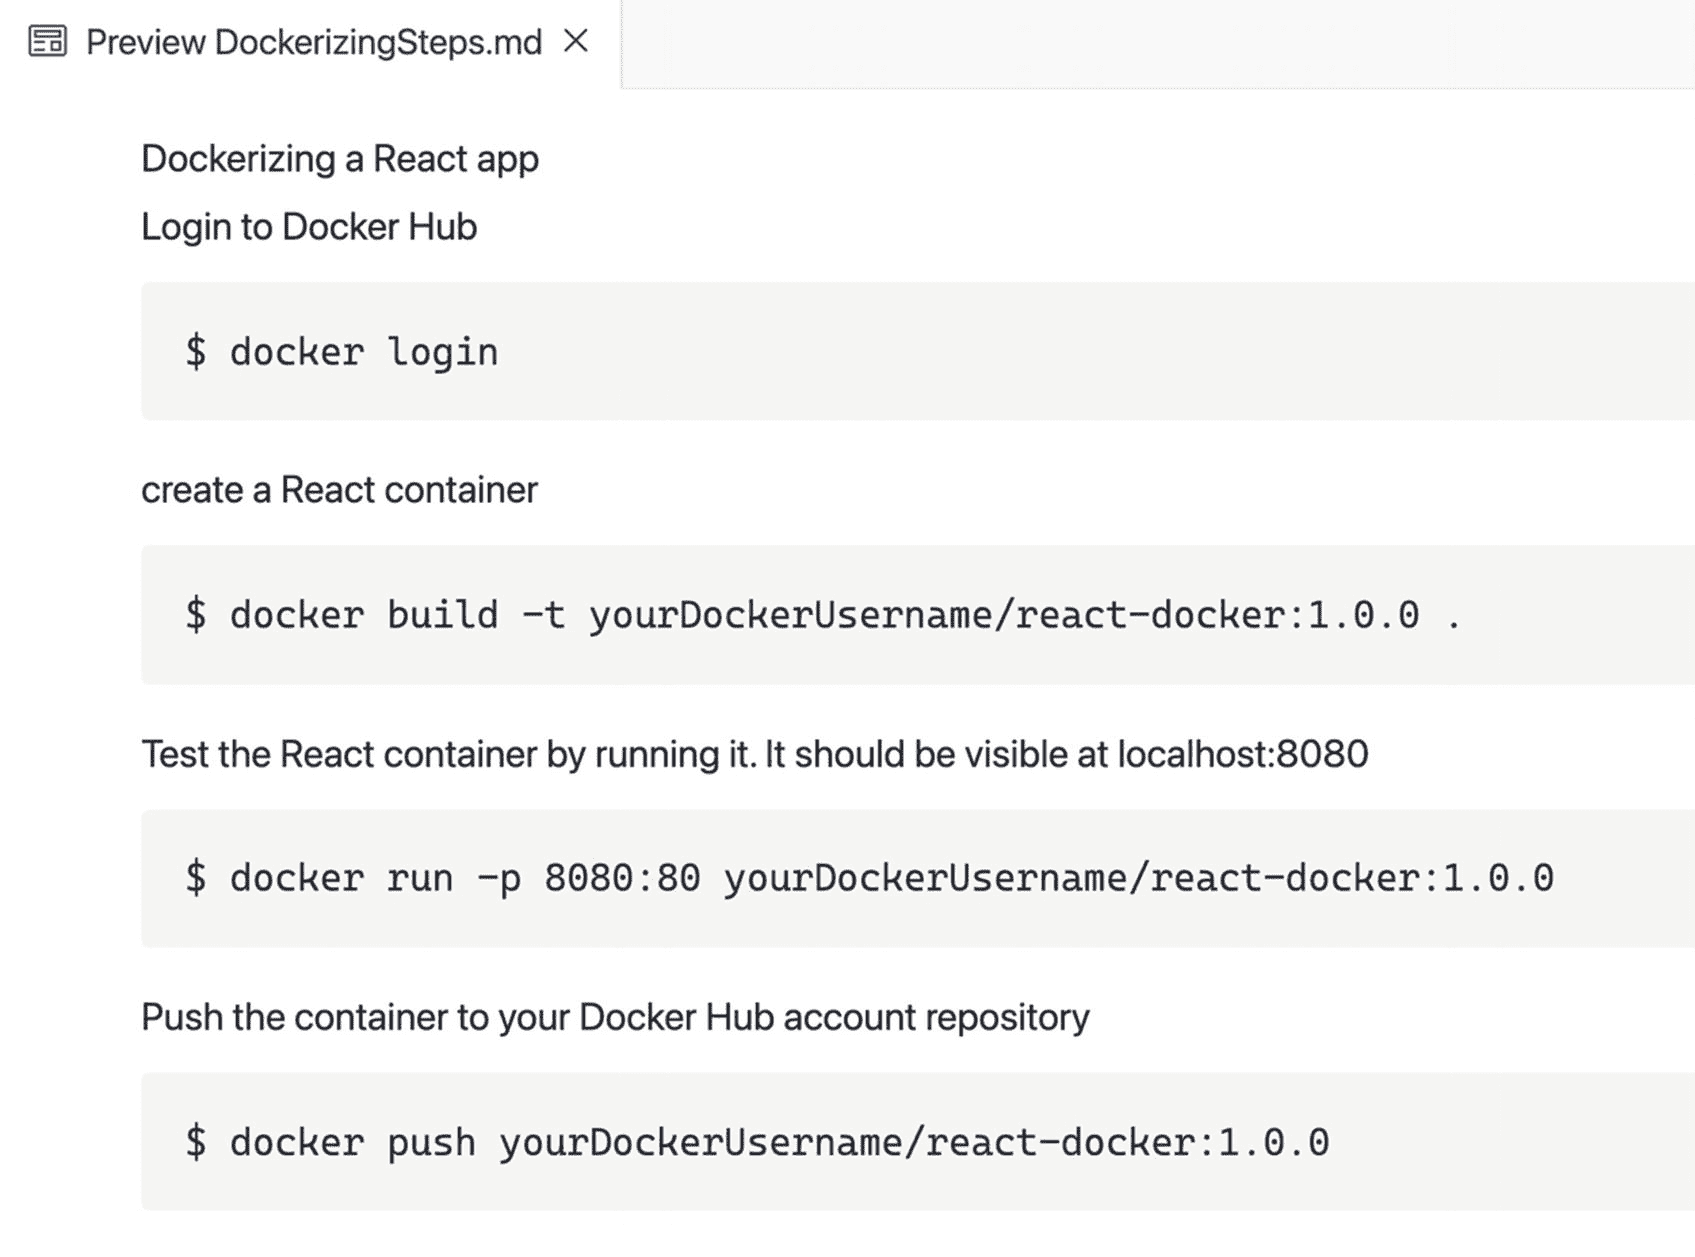 Preview DockerizingSteps.md
Dockerizing a React app
Login to Docker Hub
$ docker login
create a React container
$ docker build -t yourDockerUsername/react-docker:1.0.0 .
Test the React container by running it. It should be visible at localhost:8080
$ docker run -p 8080:80 yourDockerUsername/react-docker:1.0.0
Push the container to your Docker Hub account repository
$ docker push yourDockerUsername/react-docker:1.0.0